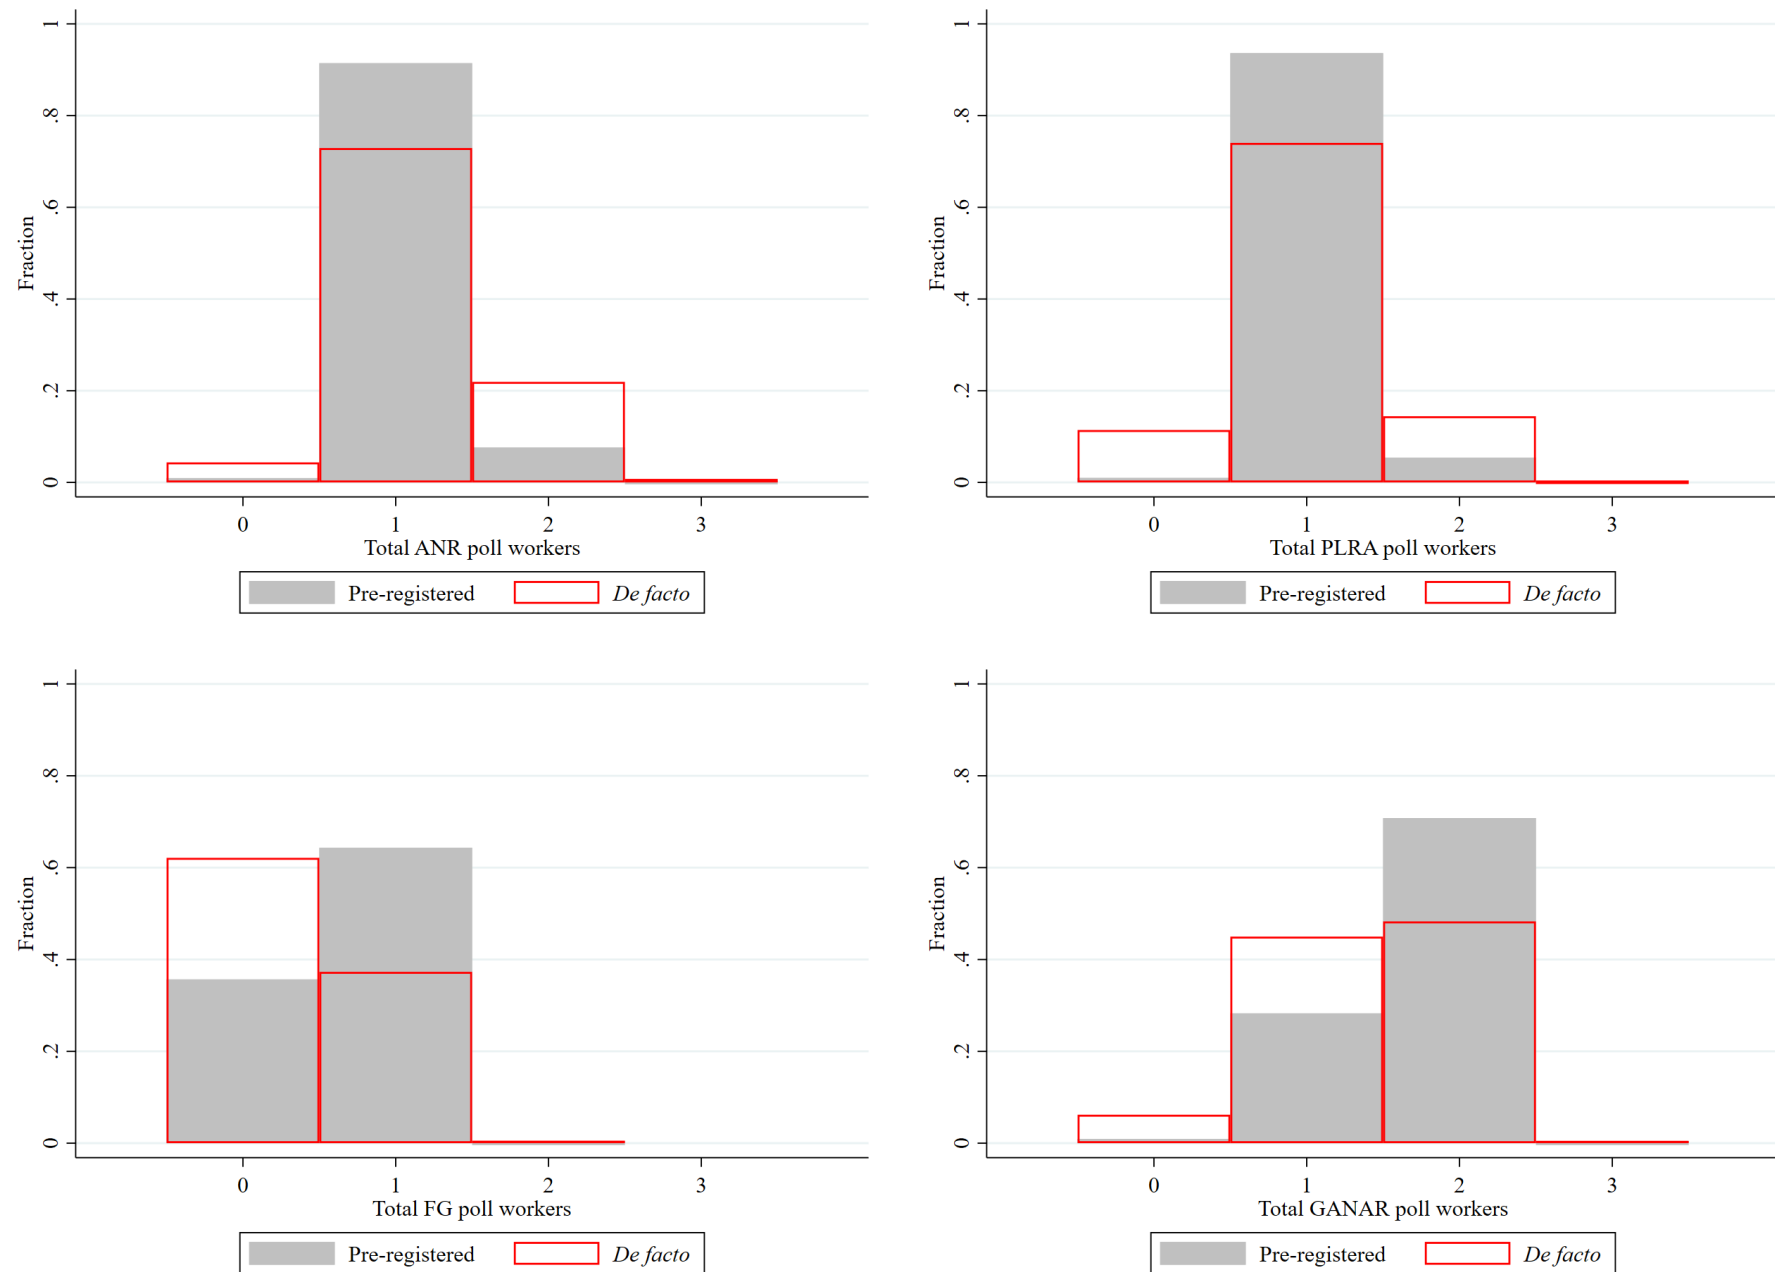 Fraction
1
.8
.6
.4
.2
0
0 1 2 3
Total ANR poll workers
Pre-registered De facto
Fraction
1
.8
.6
.4
.2
0
0 1 2 3
Total PLRA poll workers
Pre-registered De facto
Fraction
1
.8
.6
.4
.2
0
0 1 2 3
Total FG poll workers
Pre-registered De facto
Fraction
1
.8
.6
.4
.2
0
0 1 2 3
Total GANAR poll workers
Pre-registered De facto